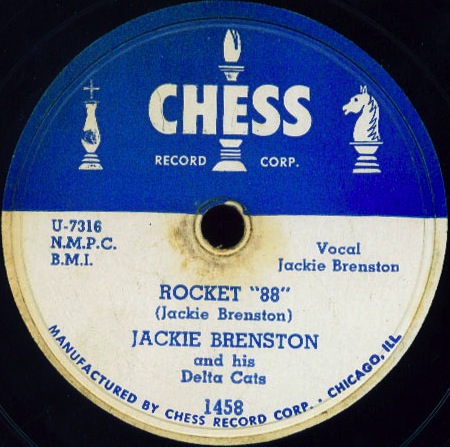 CHESS
RECORD CORP.
U-7316
N.M.P.C.
B.M.I.
Vocal
Jackie Brenston
ROCKET "88"
(Jackie Brenston)
JACKIE BRENSTON
and his
Delta Cats
1458
MANUFACTURED BY CHESS RECORD CORP. · CHICAGO, ILL